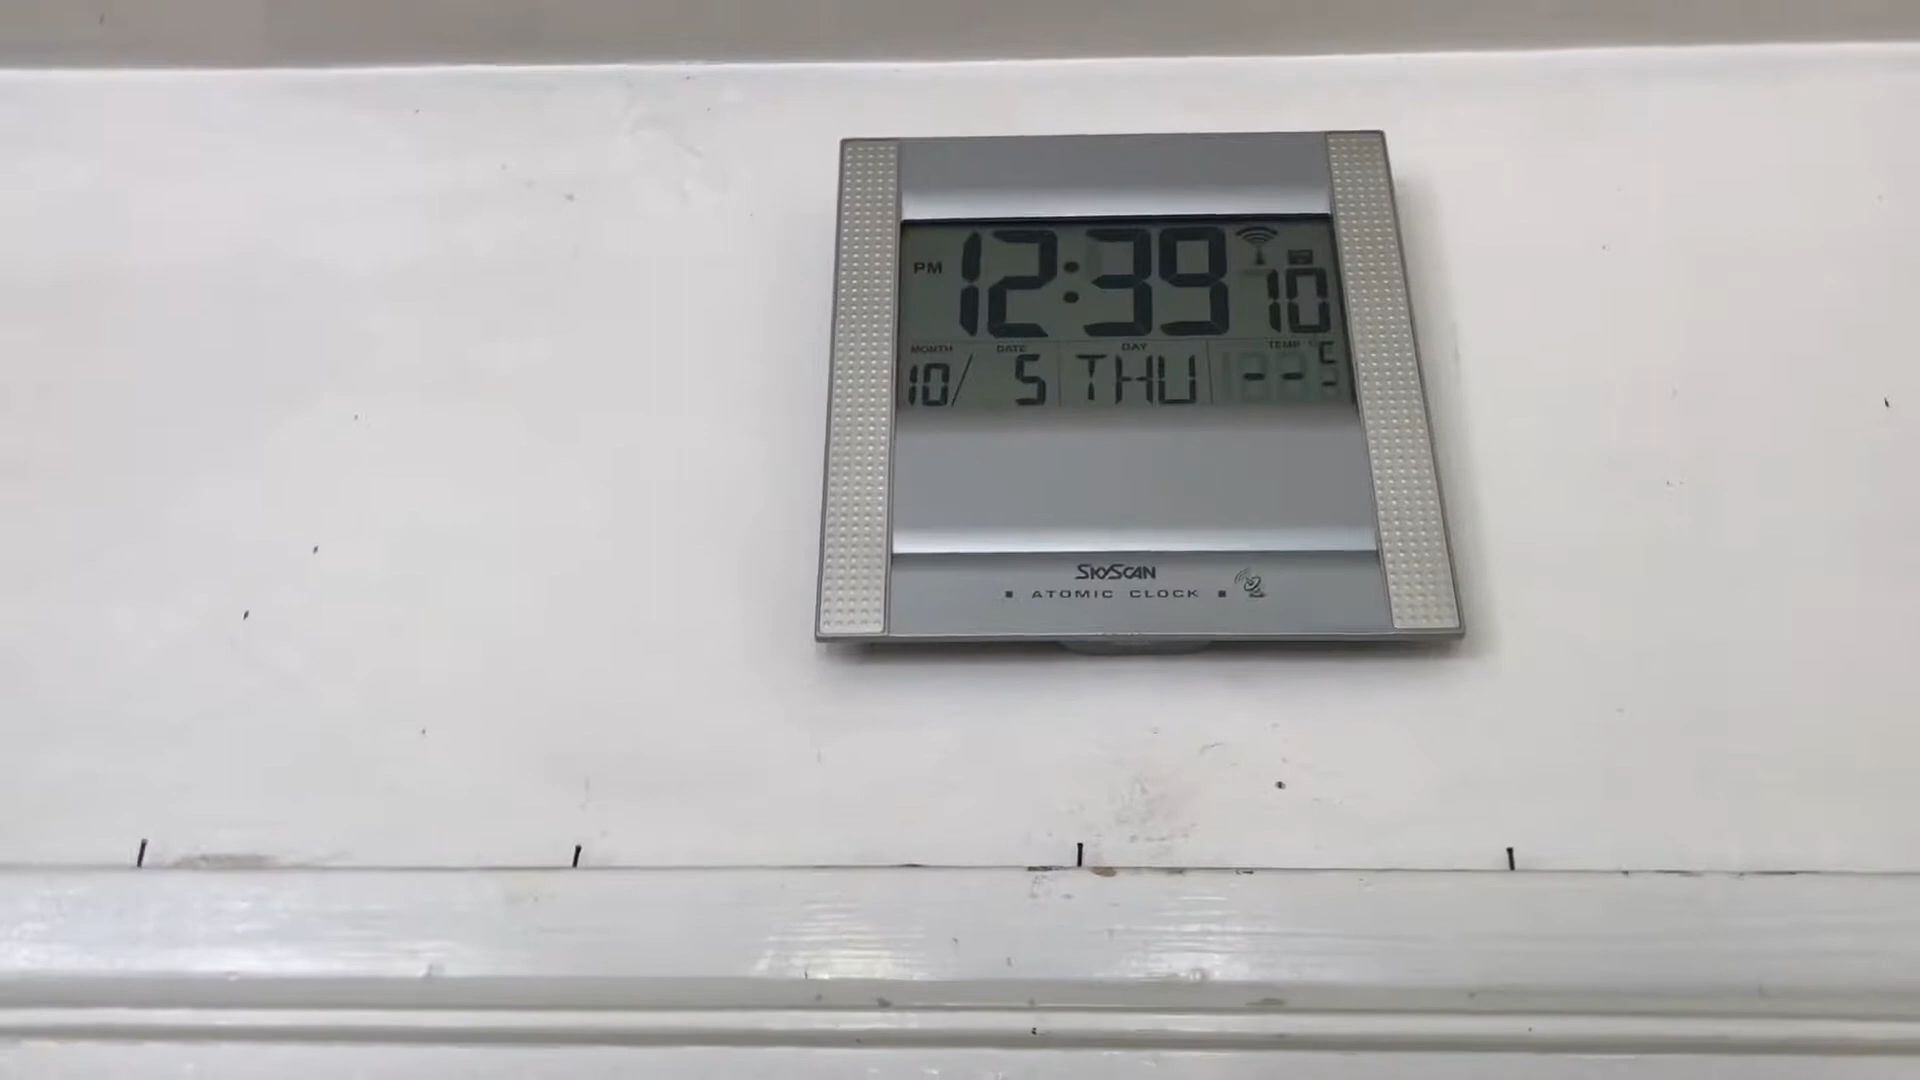 PM 12:39 10
MONTH DATE DAY TEMP
10/ 5 THU --.- °C
SKYSCAN
ATOMIC CLOCK